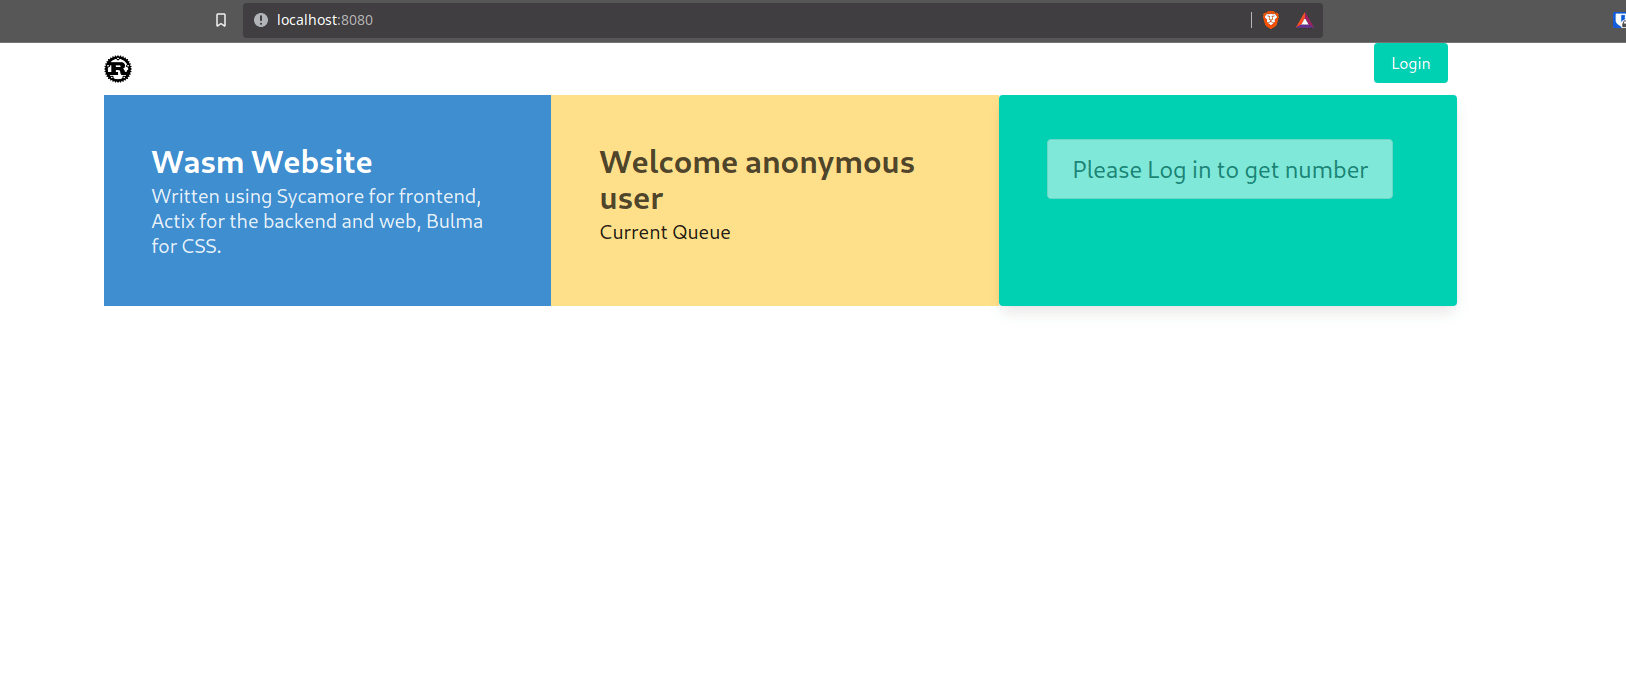 localhost:8080
R
Login
Wasm Website
Written using Sycamore for frontend,
Actix for the backend and web, Bulma
for CSS.
Welcome anonymous
user
Current Queue
Please Log in to get number